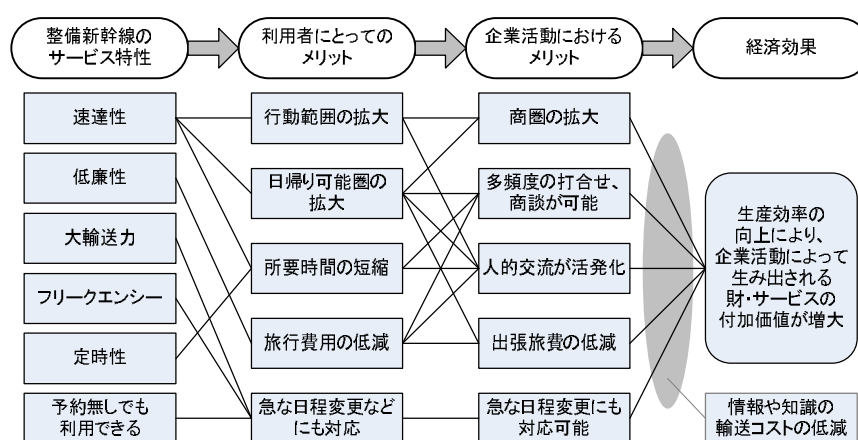 整備新幹線の
サービス特性
利用者にとっての
メリット
企業活動における
メリット
経済効果
速達性
低廉性
大輸送力
フリークエンシー
定時性
予約無しでも
利用できる
行動範囲の拡大
日帰り可能圏の
拡大
所要時間の短縮
旅行費用の低減
急な日程変更など
にも対応
商圏の拡大
多頻度の打合せ、
商談が可能
人的交流が活発化
出張旅費の低減
急な日程変更にも
対応可能
生産効率の
向上により、
企業活動によって
生み出される
財・サービスの
付加価値が増大
情報や知識の
輸送コストの低減